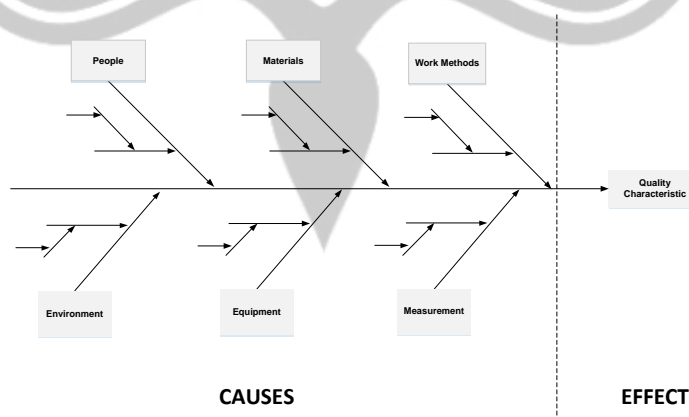 People
Materials
Work Methods
Quality
Characteristic
Environment
Equipment
Measurement
CAUSES
EFFECT